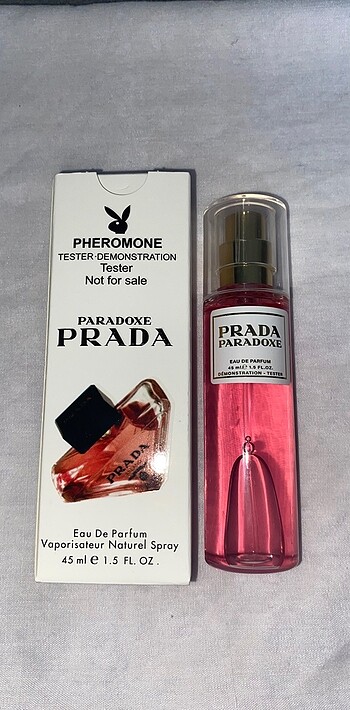 PHEROMONE
TESTER-DEMONSTRATION
Tester
Not for sale
PARADOXE
PRADA
PRADA
Eau De Parfum
Vaporisateur Naturel Spray
45 ml e 1.5 FL. OZ.
PRADA
PARADOXE
EAU DE PARFUM
45 ml e 1.5 FL.OZ.
DÉMONSTRATION - TESTER